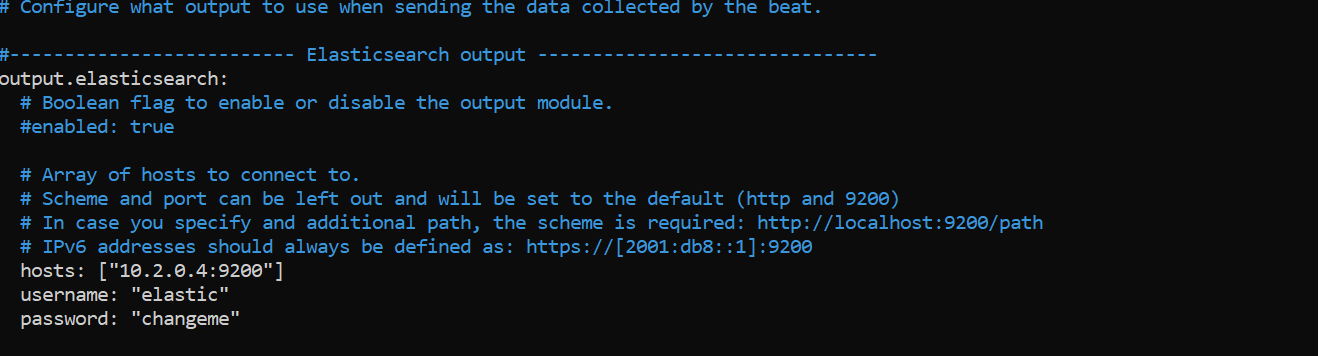 # Configure what output to use when sending the data collected by the beat.
#-------------------------- Elasticsearch output -------------------------------
output.elasticsearch:
# Boolean flag to enable or disable the output module.
#enabled: true
# Array of hosts to connect to.
# Scheme and port can be left out and will be set to the default (http and 9200)
# In case you specify and additional path, the scheme is required: http://localhost:9200/path
# IPv6 addresses should always be defined as: https://[2001:db8::1]:9200
hosts: ["10.2.0.4:9200"]
username: "elastic"
password: "changeme"